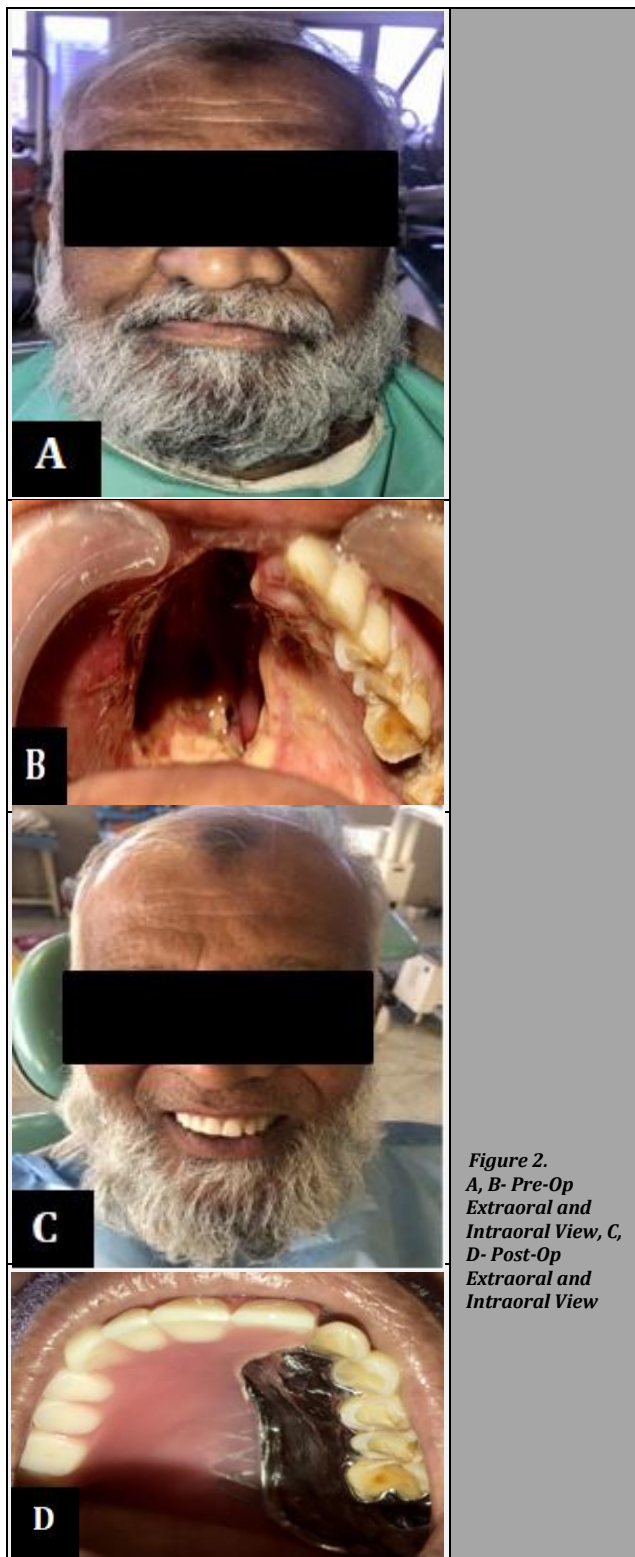 A
B
C
Figure 2.
A, B- Pre-Op
Extraoral and
Intraoral View, C,
D- Post-Op
Extraoral and
Intraoral View
D